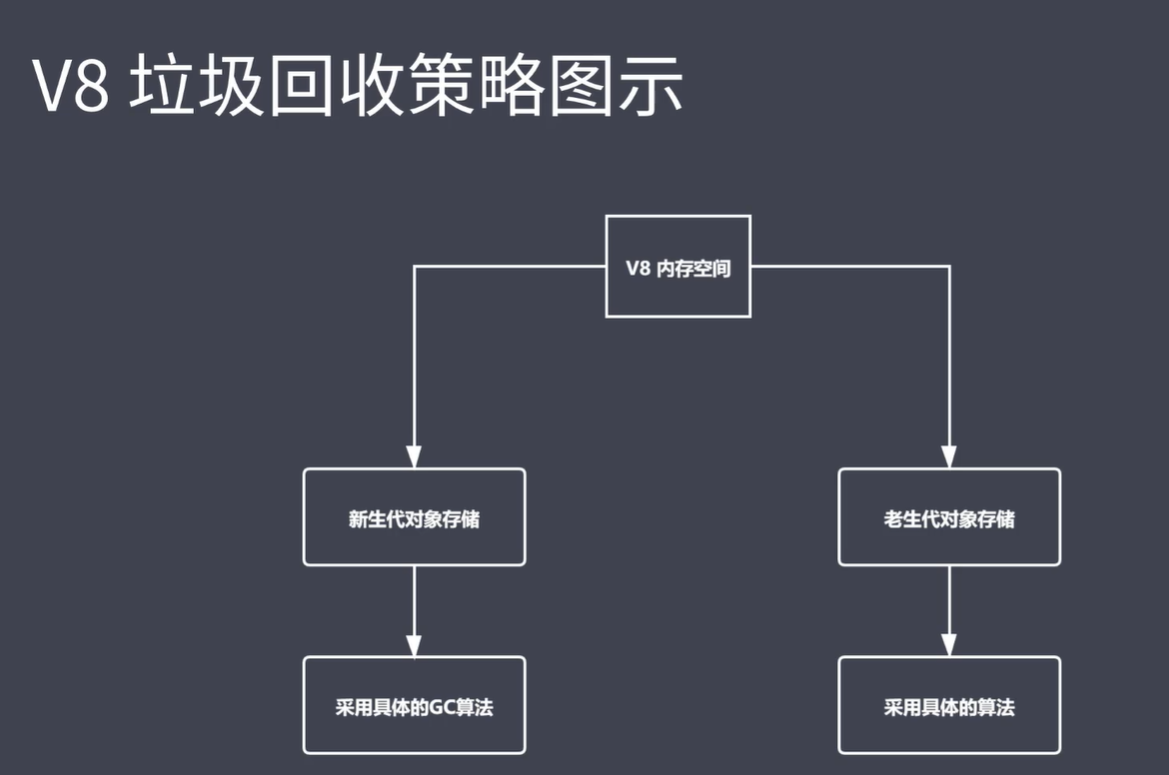 V8 垃圾回收策略图示
V8 内存空间
新生代对象存储
老生代对象存储
采用具体的GC算法
采用具体的算法